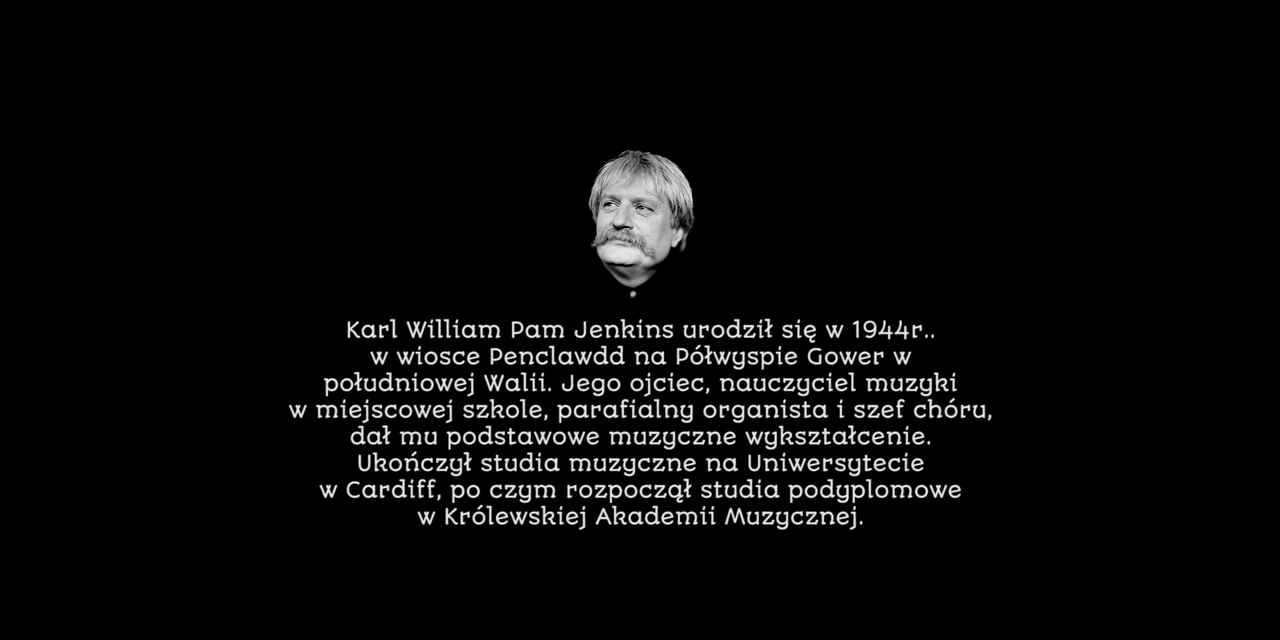 Karl William Pam Jenkins urodził się w 1944r..
w wiosce Penclawdd na Półwyspie Gower w
południowej Walii. Jego ojciec, nauczyciel muzyki
w miejscowej szkole, parafialny organista i szef chóru,
dał mu podstawowe muzyczne wykształcenie.
Ukończył studia muzyczne na Uniwersytecie
w Cardiff, po czym rozpoczął studia podyplomowe
w Królewskiej Akademii Muzycznej.